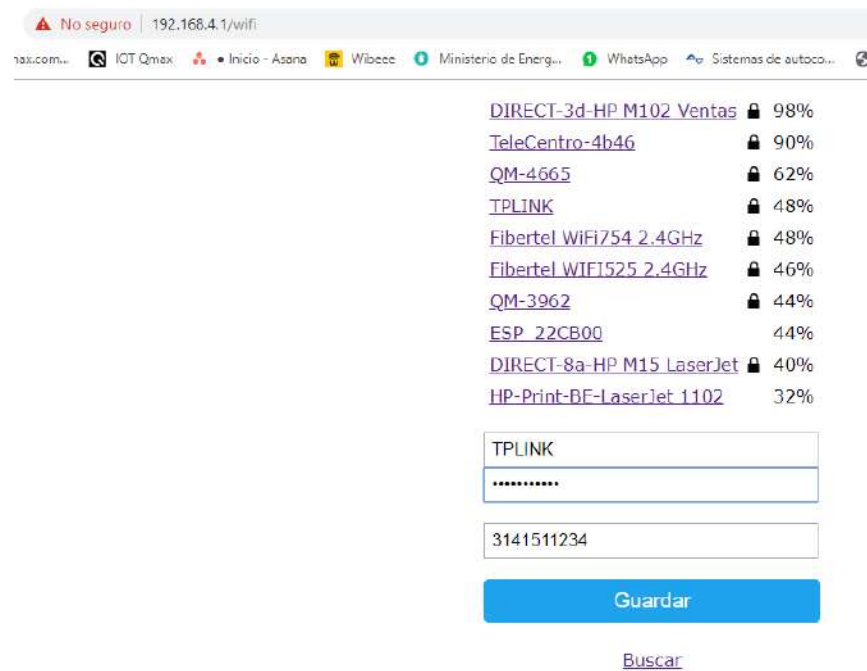 No seguro 192.168.4.1/wifi
nax.com... IOT Qmax • Inicio - Asana Wibeee Ministerio de Energ... WhatsApp Sistemas de autoco...
DIRECT-3d-HP M102 Ventas 98%
TeleCentro-4b46 90%
QM-4665 62%
TPLINK 48%
Fibertel WiFi754 2.4GHz 48%
Fibertel WIFI525 2.4GHz 46%
QM-3962 44%
ESP_22CB00 44%
DIRECT-8a-HP M15 LaserJet 40%
HP-Print-BE-LaserJet 1102 32%
TPLINK
•••••••••••
3141511234
Guardar
Buscar